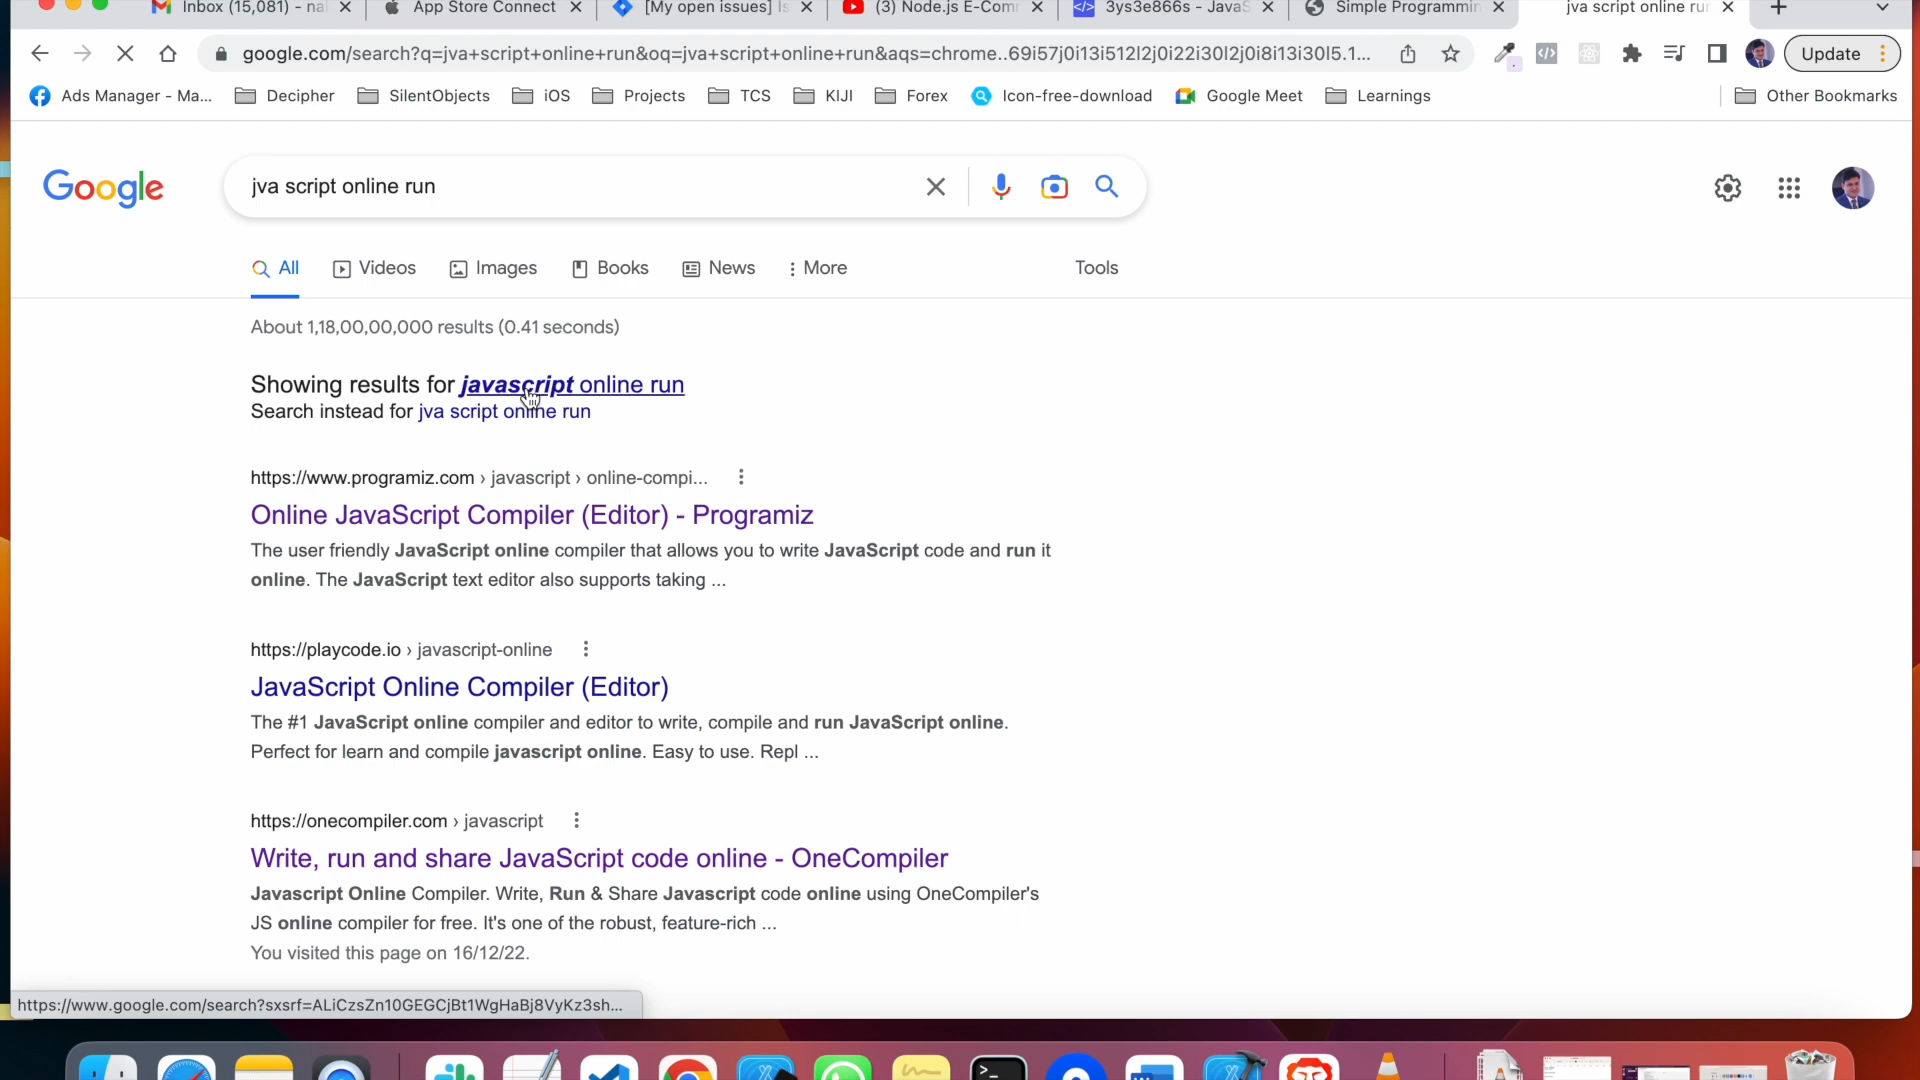 Inbox (15,081) - nai
App Store Connect
[My open issues] Is
(3) Node.js E-Comm
3ys3e866s - JavaS
Simple Programmin
jva script online run
google.com/search?q=jva+script+online+run&oq=jva+script+online+run&aqs=chrome..69i57j0i13i512l2j0i22i30l2j0i8i13i30l5.1...
Update
Ads Manager - Ma...
Decipher
SilentObjects
iOS
Projects
TCS
KIJI
Forex
Icon-free-download
Google Meet
Learnings
Other Bookmarks
Google
jva script online run
All
Videos
Images
Books
News
More
Tools
About 1,18,00,00,000 results (0.41 seconds)
Showing results for javascript online run
Search instead for jva script online run
https://www.programiz.com › javascript › online-compi...
Online JavaScript Compiler (Editor) - Programiz
The user friendly JavaScript online compiler that allows you to write JavaScript code and run it
online. The JavaScript text editor also supports taking ...
https://playcode.io › javascript-online
JavaScript Online Compiler (Editor)
The #1 JavaScript online compiler and editor to write, compile and run JavaScript online.
Perfect for learn and compile javascript online. Easy to use. Repl ...
https://onecompiler.com › javascript
Write, run and share JavaScript code online - OneCompiler
Javascript Online Compiler. Write, Run & Share Javascript code online using OneCompiler's
JS online compiler for free. It's one of the robust, feature-rich ...
You visited this page on 16/12/22.
https://www.google.com/search?sxsrf=ALiCzsZn10GEGCjBt1WgHaBj8VyKz3sh...